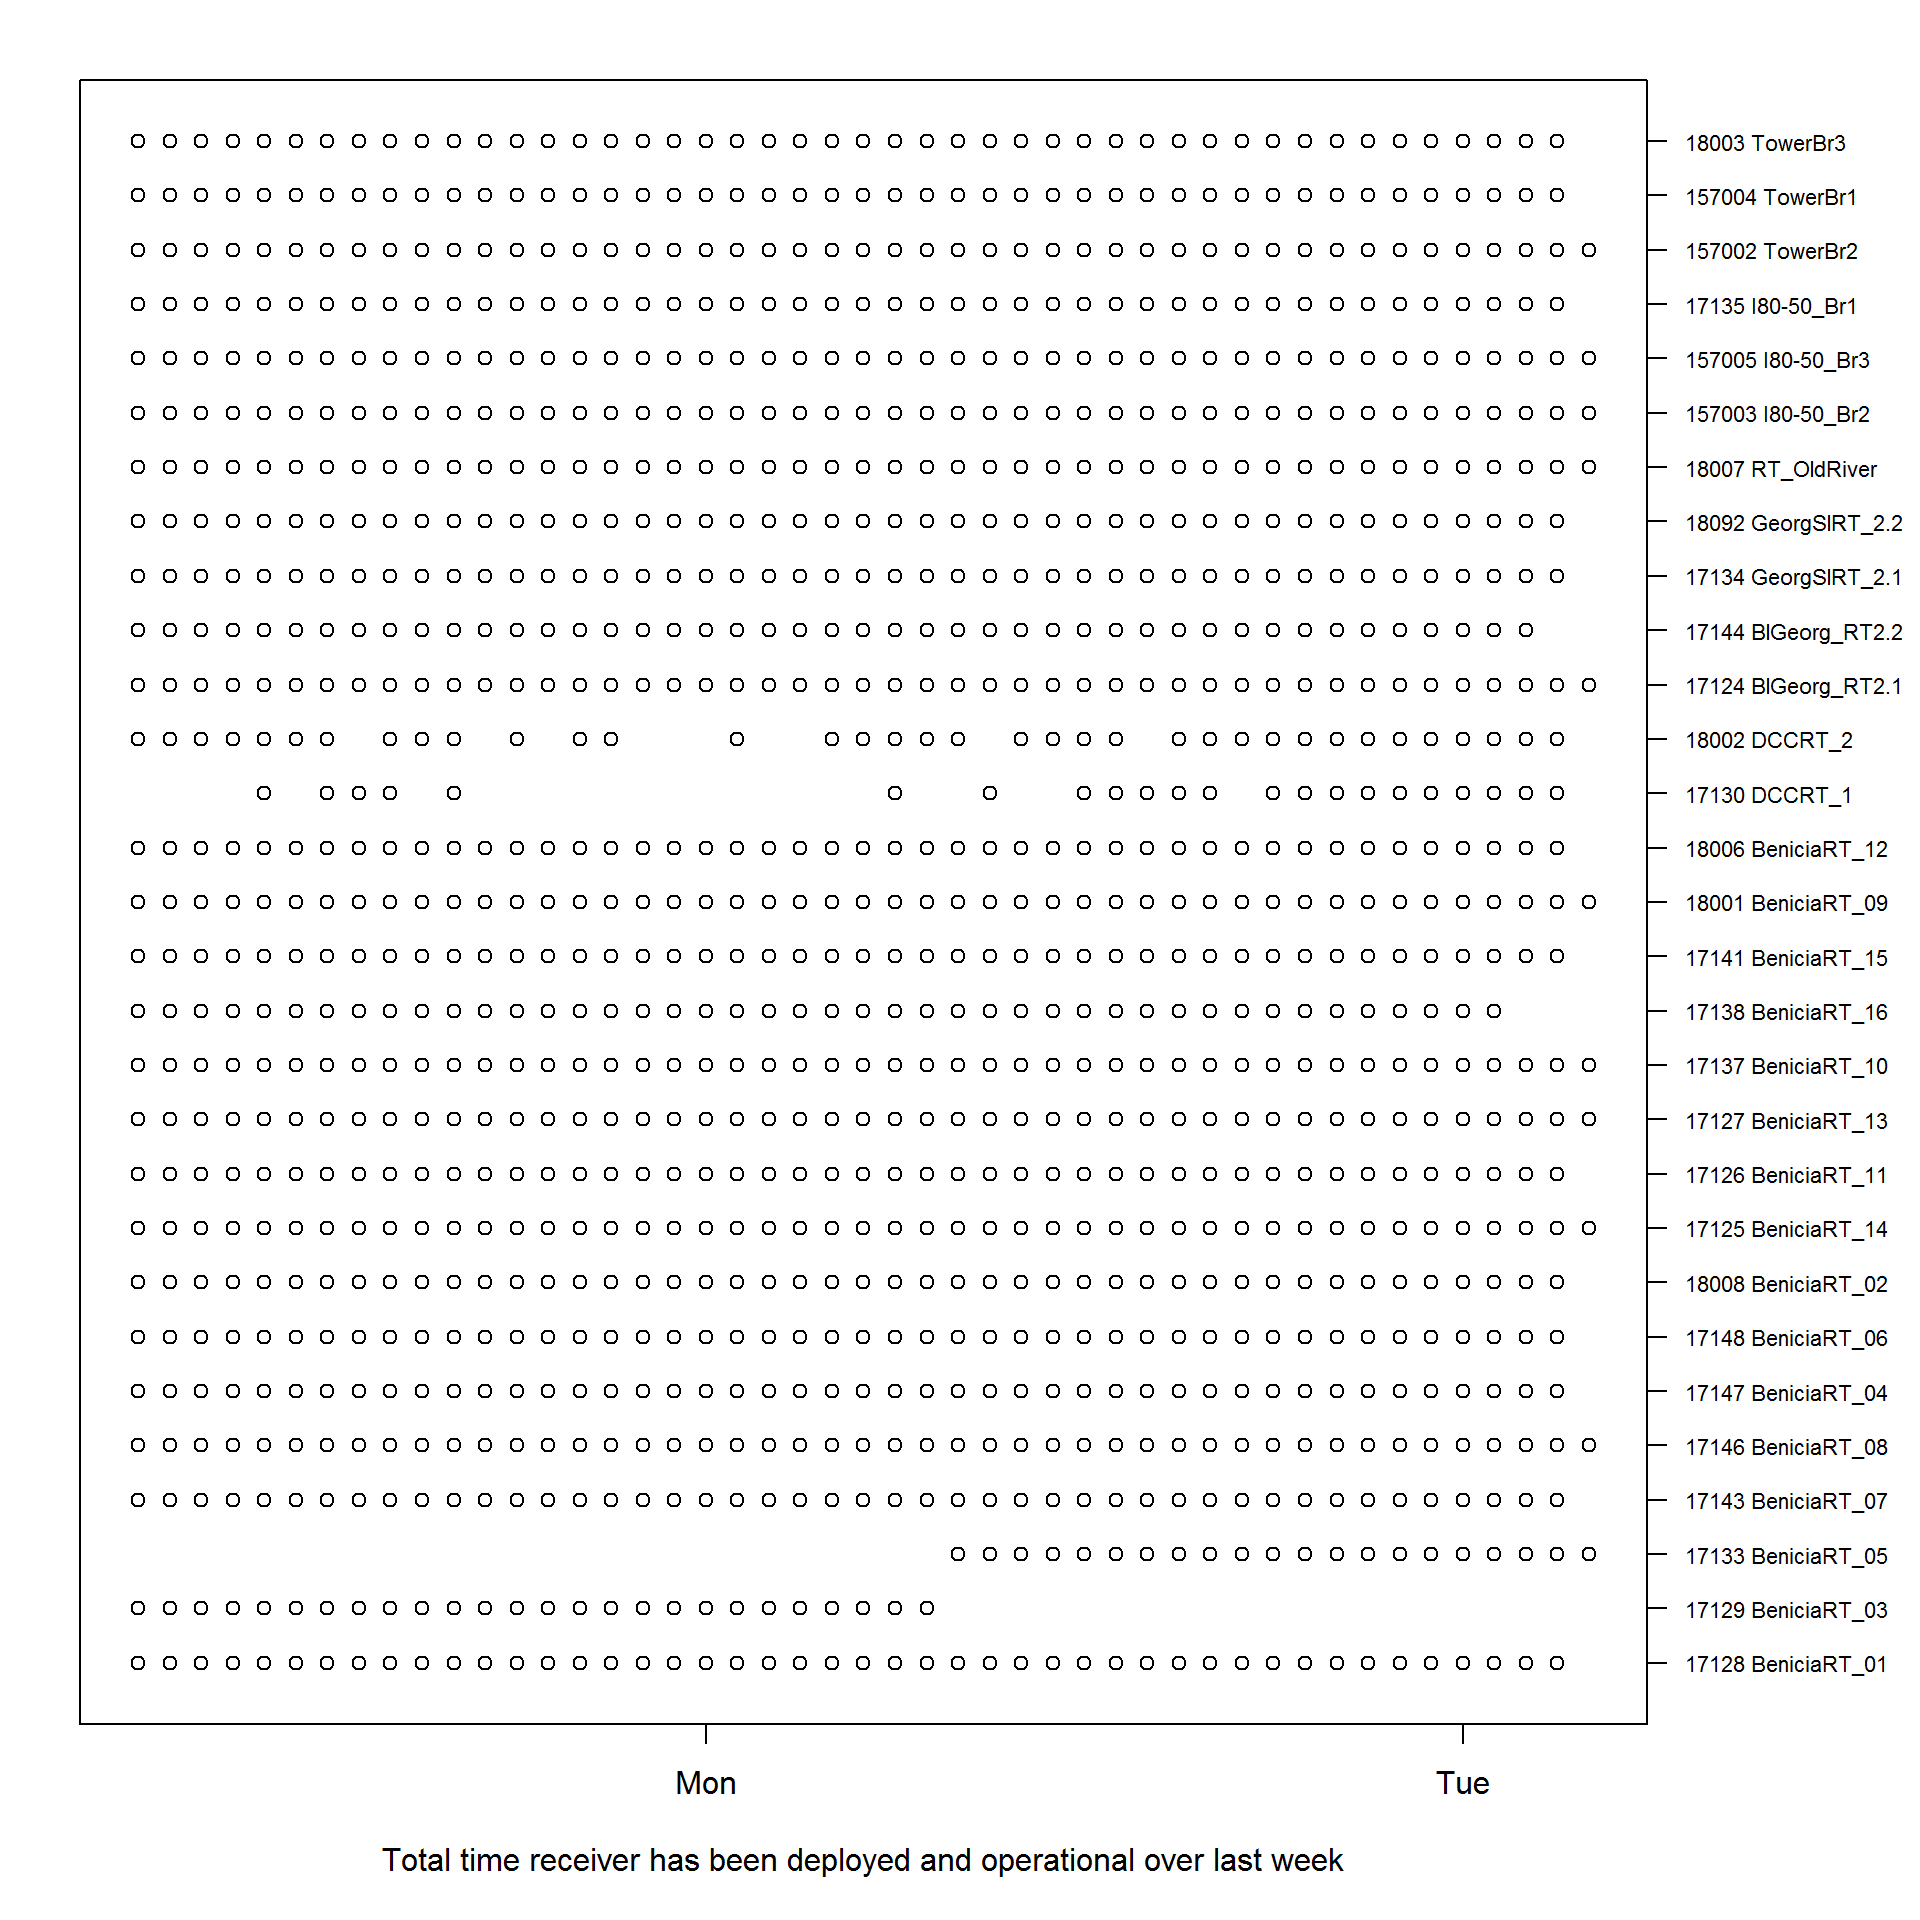 18003 TowerBr3
157004 TowerBr1
157002 TowerBr2
17135 I80-50_Br1
157005 I80-50_Br3
157003 I80-50_Br2
18007 RT_OldRiver
18092 GeorgSlRT_2.2
17134 GeorgSlRT_2.1
17144 BlGeorg_RT2.2
17124 BlGeorg_RT2.1
18002 DCCRT_2
17130 DCCRT_1
18006 BeniciaRT_12
18001 BeniciaRT_09
17141 BeniciaRT_15
17138 BeniciaRT_16
17137 BeniciaRT_10
17127 BeniciaRT_13
17126 BeniciaRT_11
17125 BeniciaRT_14
18008 BeniciaRT_02
17148 BeniciaRT_06
17147 BeniciaRT_04
17146 BeniciaRT_08
17143 BeniciaRT_07
17133 BeniciaRT_05
17129 BeniciaRT_03
17128 BeniciaRT_01
Mon Tue
Total time receiver has been deployed and operational over last week